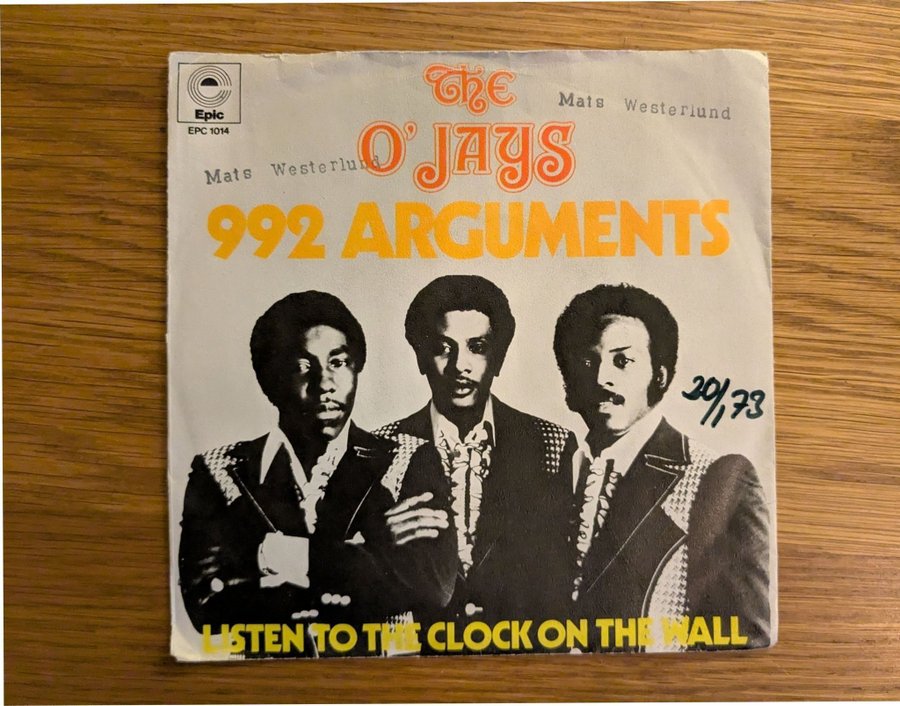 Epic
EPC 1014
THE
O'JAYS
Mats Westerlund
Mats Westerlund
992 ARGUMENTS
20/1 73
LISTEN TO THE CLOCK ON THE WALL